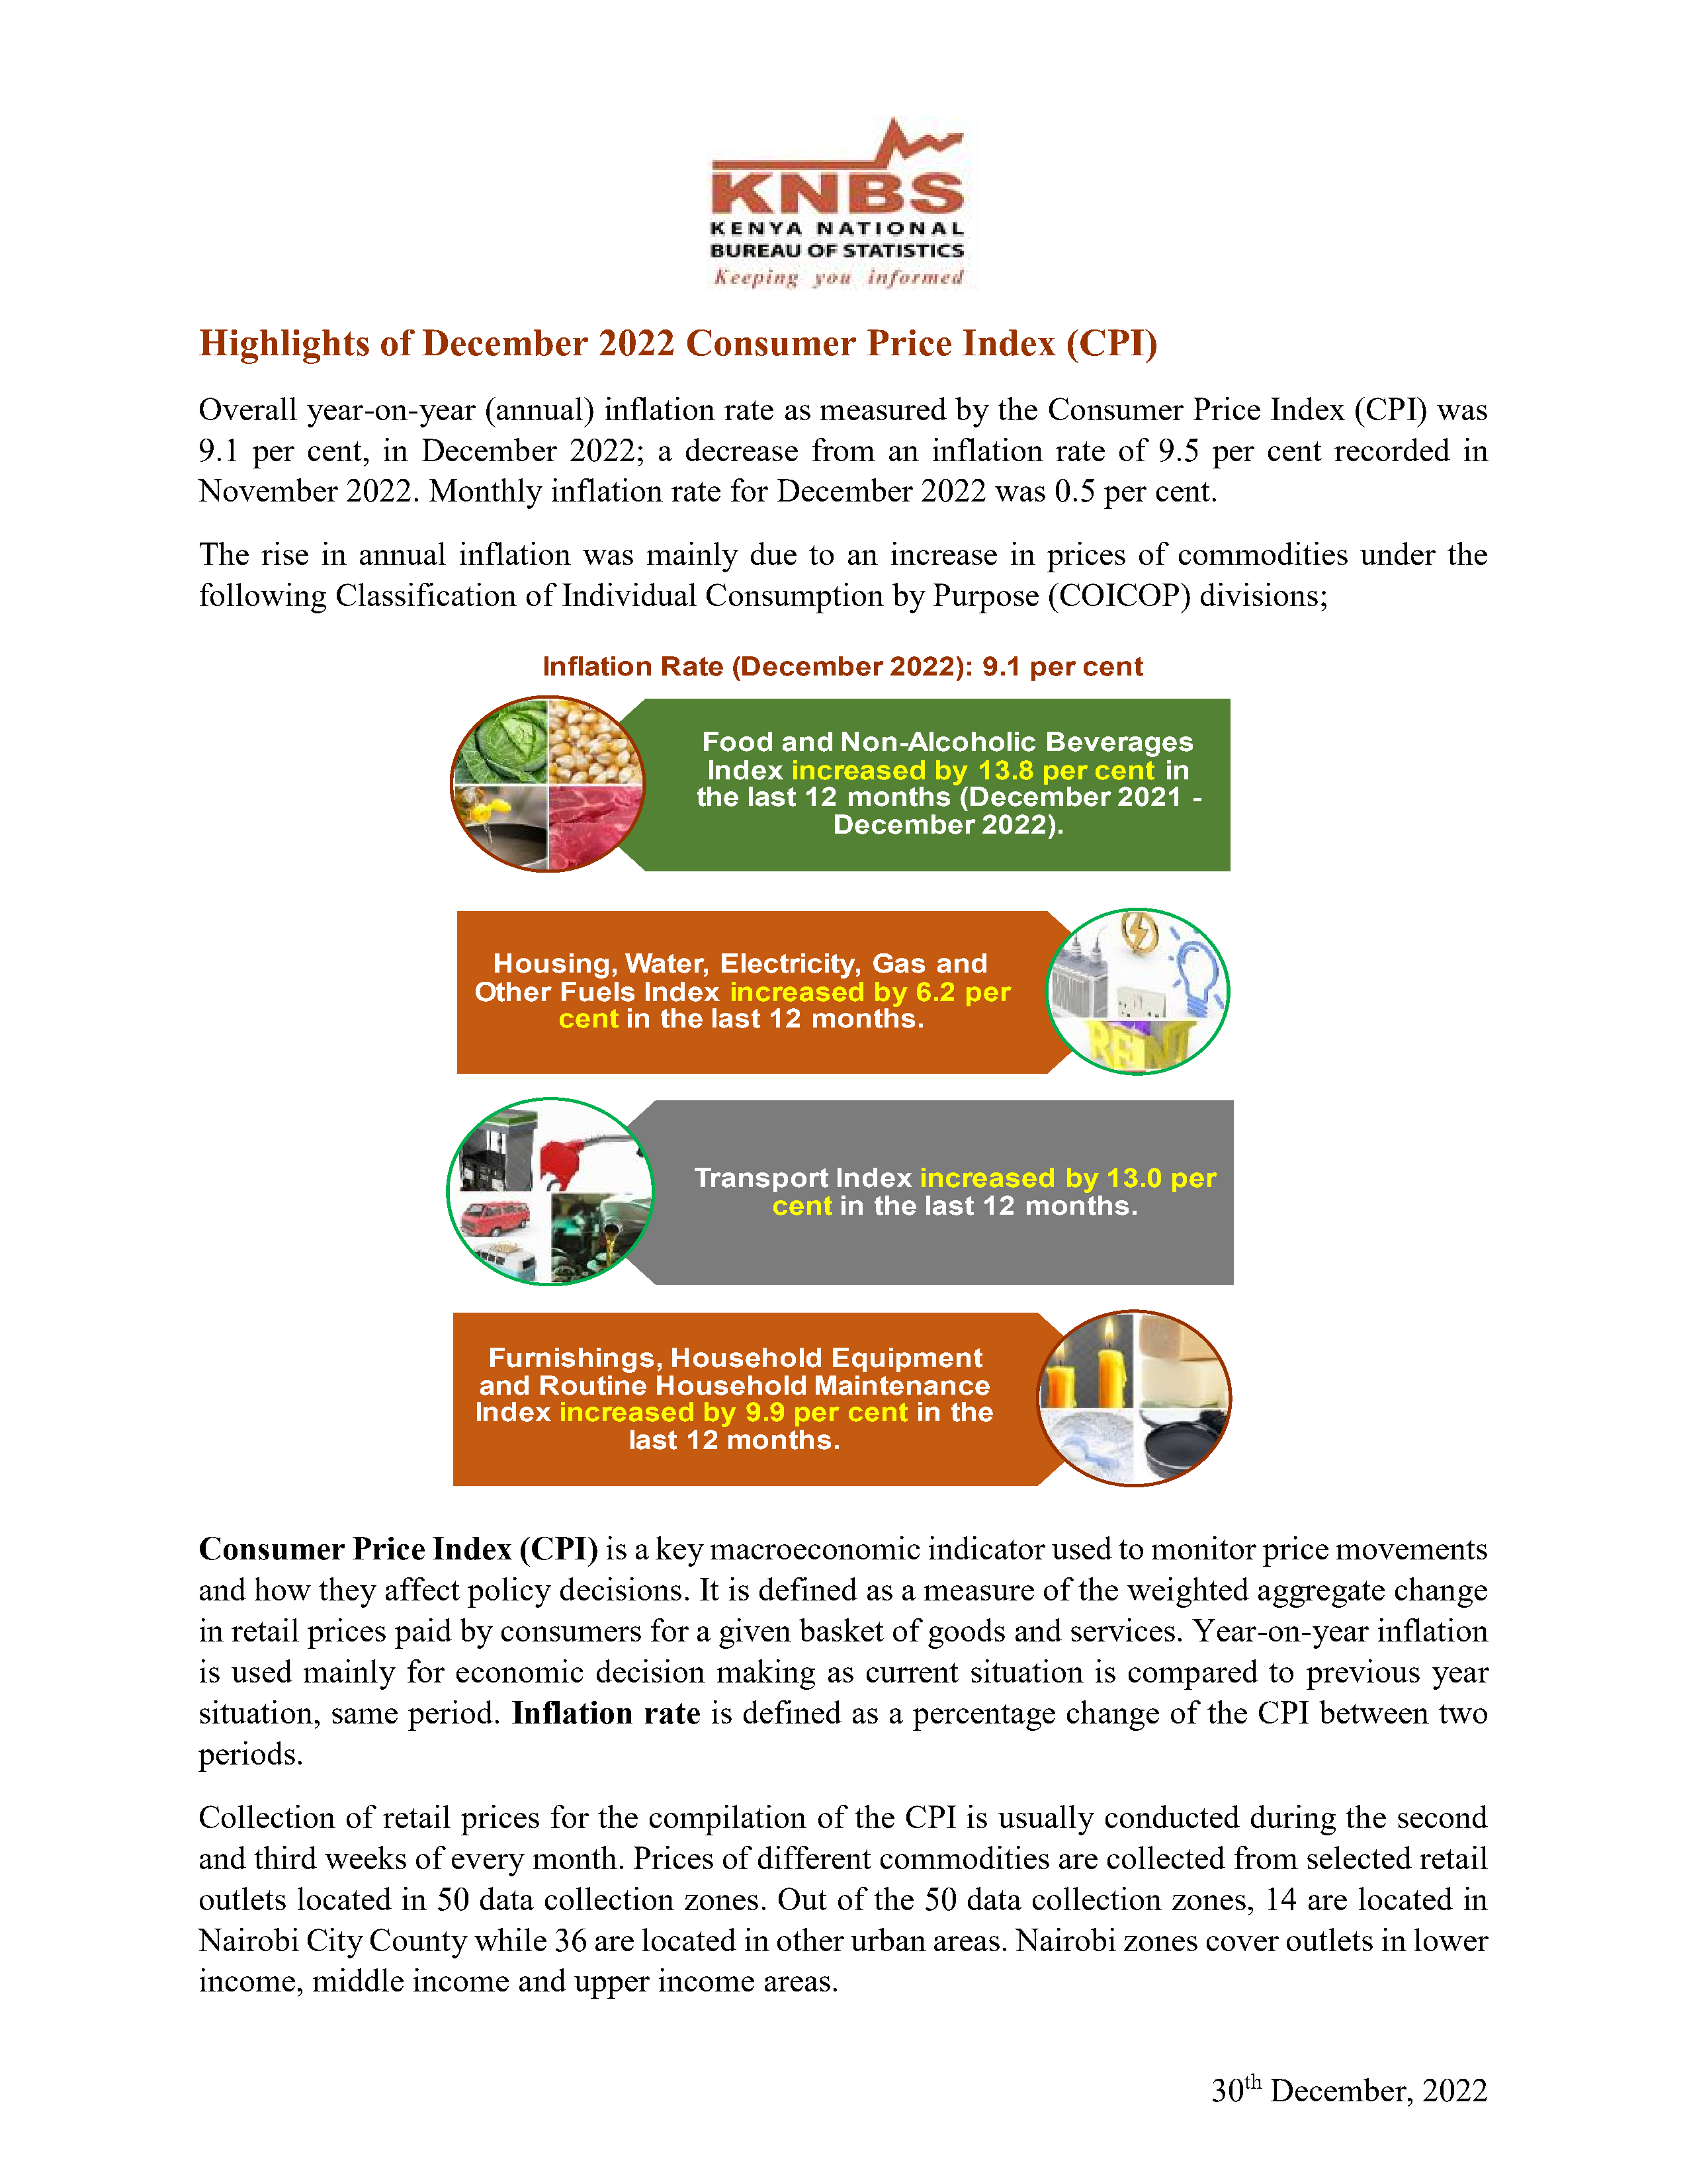 KNBS
KENYA NATIONAL
BUREAU OF STATISTICS
Keeping you informed
Highlights of December 2022 Consumer Price Index (CPI)
Overall year-on-year (annual) inflation rate as measured by the Consumer Price Index (CPI) was
9.1 per cent, in December 2022; a decrease from an inflation rate of 9.5 per cent recorded in
November 2022. Monthly inflation rate for December 2022 was 0.5 per cent.
The rise in annual inflation was mainly due to an increase in prices of commodities under the
following Classification of Individual Consumption by Purpose (COICOP) divisions;
Inflation Rate (December 2022): 9.1 per cent
Food and Non-Alcoholic Beverages
Index increased by 13.8 per cent in
the last 12 months (December 2021 -
December 2022).
Housing, Water, Electricity, Gas and
Other Fuels Index increased by 6.2 per
cent in the last 12 months.
RENT
Transport Index increased by 13.0 per
cent in the last 12 months.
Furnishings, Household Equipment
and Routine Household Maintenance
Index increased by 9.9 per cent in the
last 12 months.
Consumer Price Index (CPI) is a key macroeconomic indicator used to monitor price movements
and how they affect policy decisions. It is defined as a measure of the weighted aggregate change
in retail prices paid by consumers for a given basket of goods and services. Year-on-year inflation
is used mainly for economic decision making as current situation is compared to previous year
situation, same period. Inflation rate is defined as a percentage change of the CPI between two
periods.
Collection of retail prices for the compilation of the CPI is usually conducted during the second
and third weeks of every month. Prices of different commodities are collected from selected retail
outlets located in 50 data collection zones. Out of the 50 data collection zones, 14 are located in
Nairobi City County while 36 are located in other urban areas. Nairobi zones cover outlets in lower
income, middle income and upper income areas.
30th December, 2022